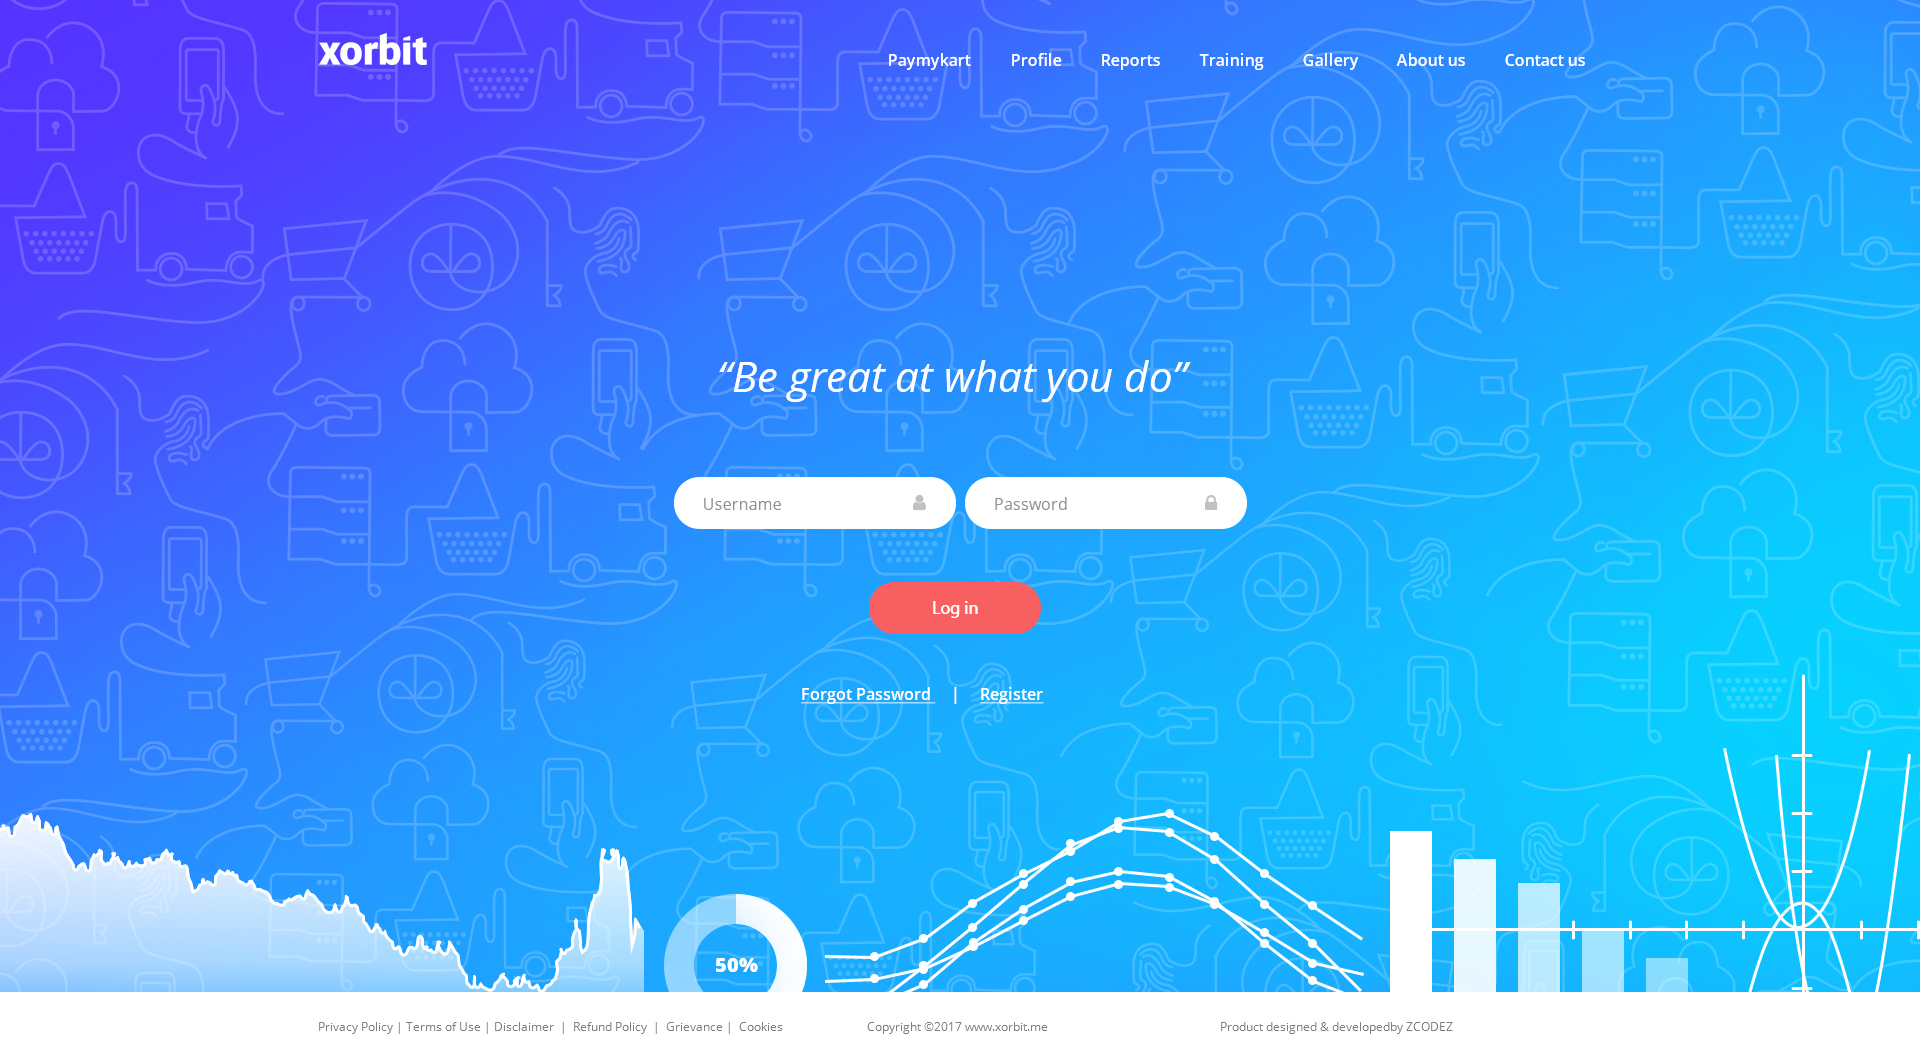 xorbit
Paymykart Profile Reports Training Gallery About us Contact us
“Be great at what you do”
Username Password
Log in
Forgot Password | Register
50%
Privacy Policy | Terms of Use | Disclaimer | Refund Policy | Grievance | Cookies Copyright ©2017 www.xorbit.me Product designed & developedby ZCODEZ